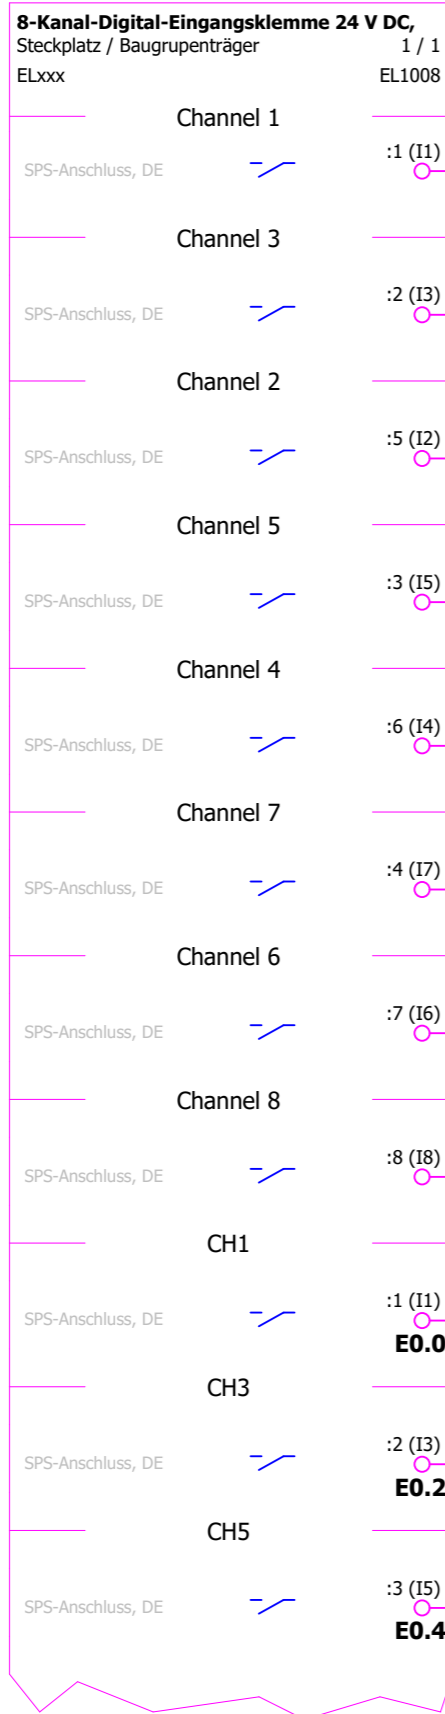 8-Kanal-Digital-Eingangsklemme 24 V DC,
Steckplatz / Baugrupenträger 1 / 1
ELxxx EL1008
Channel 1
:1 (I1)
SPS-Anschluss, DE
Channel 3
:2 (I3)
SPS-Anschluss, DE
Channel 2
:5 (I2)
SPS-Anschluss, DE
Channel 5
:3 (I5)
SPS-Anschluss, DE
Channel 4
:6 (I4)
SPS-Anschluss, DE
Channel 7
:4 (I7)
SPS-Anschluss, DE
Channel 6
:7 (I6)
SPS-Anschluss, DE
Channel 8
:8 (I8)
SPS-Anschluss, DE
CH1
:1 (I1)
SPS-Anschluss, DE
E0.0
CH3
:2 (I3)
SPS-Anschluss, DE
E0.2
CH5
:3 (I5)
SPS-Anschluss, DE
E0.4